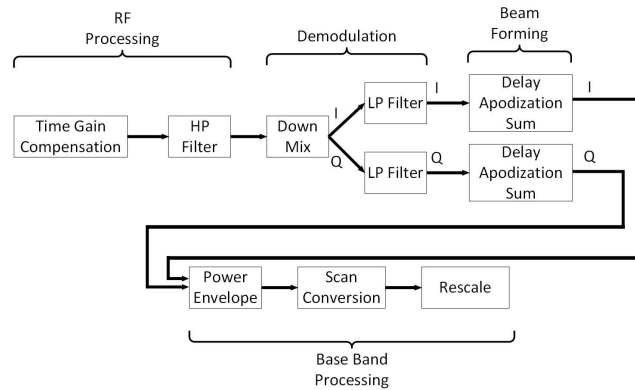 RF
Processing
Demodulation
Beam
Forming
Time Gain
Compensation
HP
Filter
Down
Mix
I
Q
LP Filter
I
Delay
Apodization
Sum
I
LP Filter
Q
Delay
Apodization
Sum
Q
Power
Envelope
Scan
Conversion
Rescale
Base Band
Processing